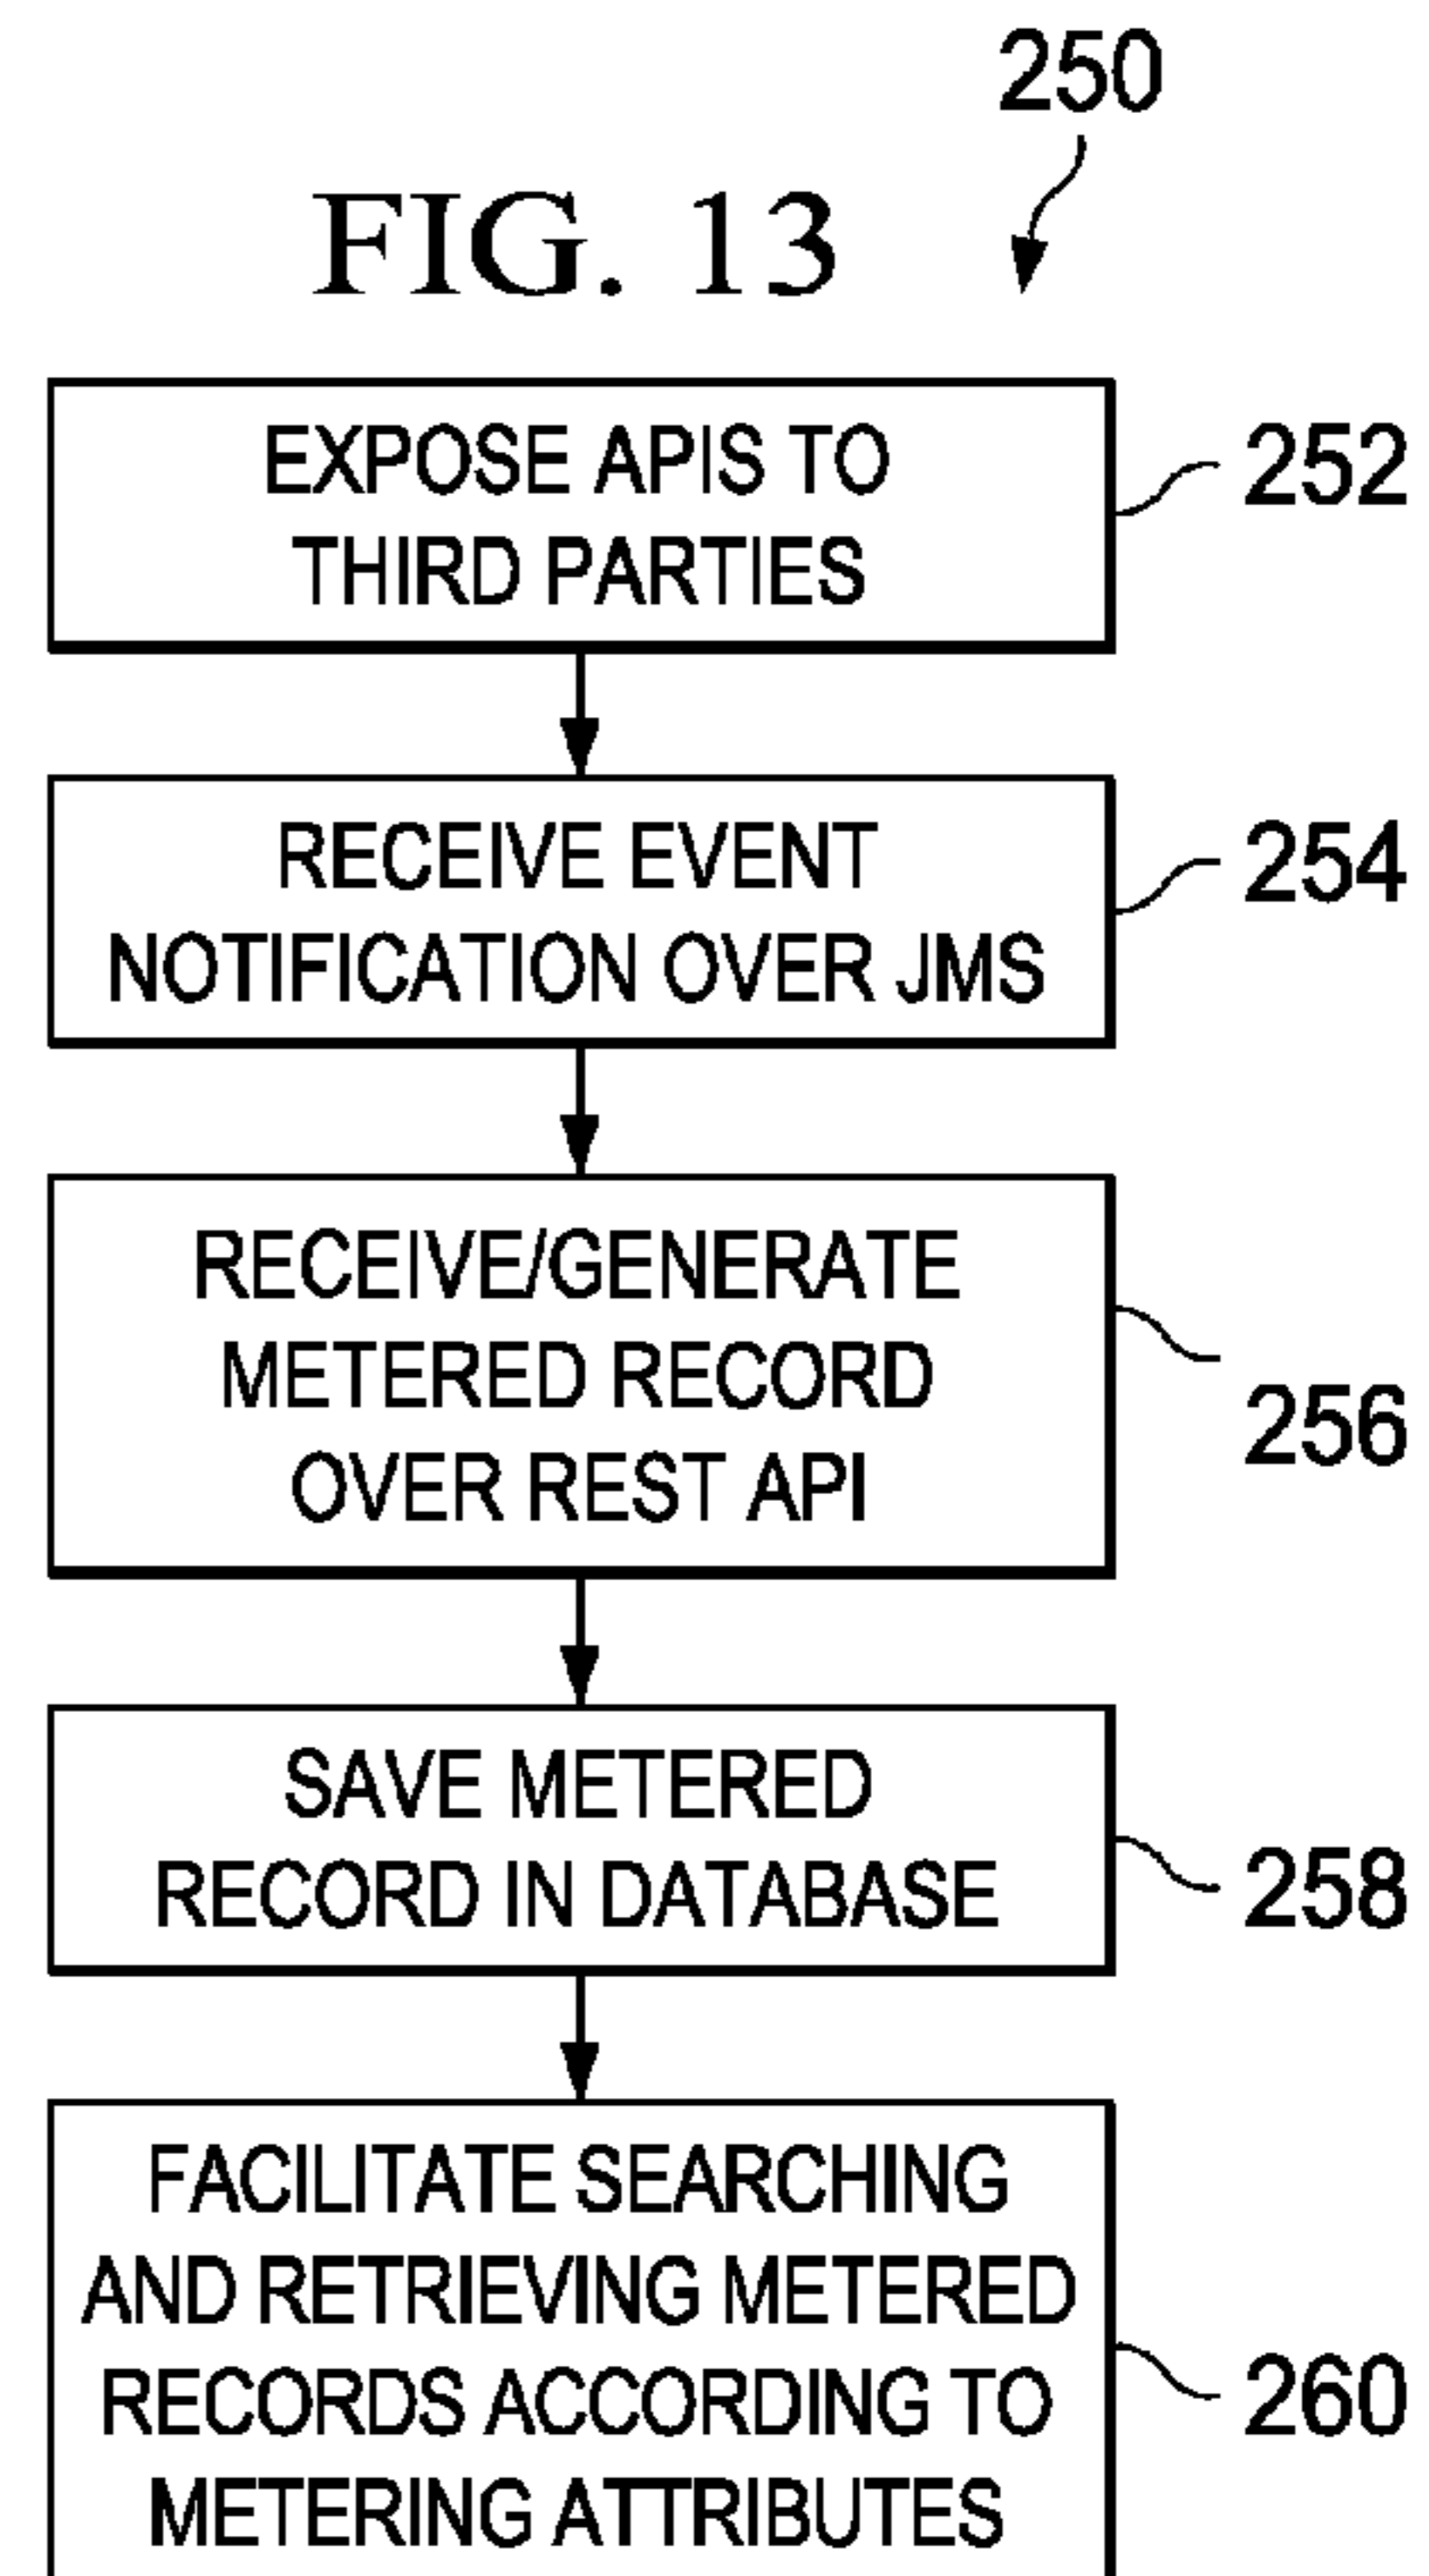 250
FIG. 13
EXPOSE APIS TO
THIRD PARTIES
252
RECEIVE EVENT
NOTIFICATION OVER JMS
254
RECEIVE/GENERATE
METERED RECORD
OVER REST API
256
SAVE METERED
RECORD IN DATABASE
258
FACILITATE SEARCHING
AND RETRIEVING METERED
RECORDS ACCORDING TO
METERING ATTRIBUTES
260